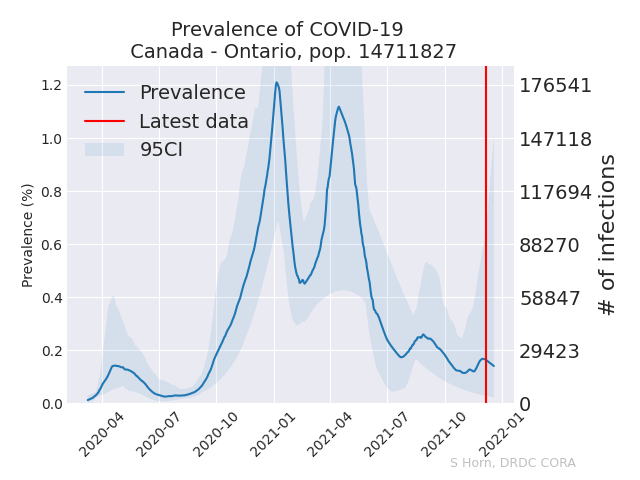 Prevalence of COVID-19
Canada - Ontario, pop. 14711827
Prevalence
Latest data
95CI
Prevalence (%)
1.2
1.0
0.8
0.6
0.4
0.2
0.0
176541
147118
117694
88270
58847
29423
0
# of infections
2020-04
2020-07
2020-10
2021-01
2021-04
2021-07
2021-10
2022-01
S Horn, DRDC CORA